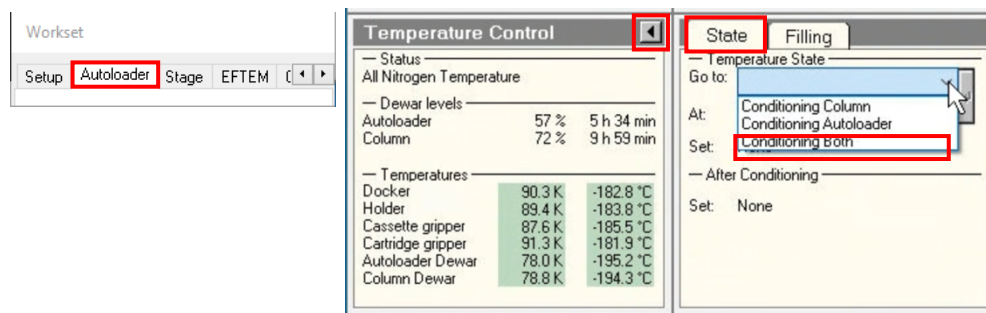 Workset
Setup Autoloader Stage EFTEM
Temperature Control
Status
All Nitrogen Temperature
Dewar levels
Autoloader 57 % 5 h 34 min
Column 72 % 9 h 59 min
Temperatures
Docker 90.3 K -182.8 °C
Holder 89.4 K -183.8 °C
Cassette gripper 87.6 K -185.5 °C
Cartridge gripper 91.3 K -181.9 °C
Autoloader Dewar 78.0 K -195.2 °C
Column Dewar 78.8 K -194.3 °C
State Filling
Temperature State
Go to:
Conditioning Column
At:
Conditioning Autoloader
Set: Conditioning Both
After Conditioning
Set: None